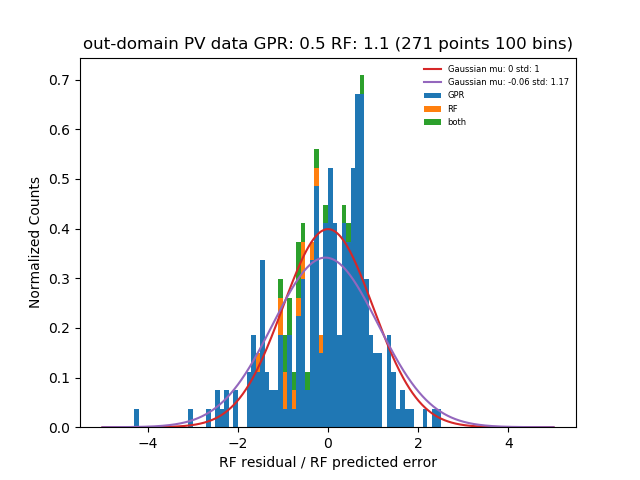 out-domain PV data GPR: 0.5 RF: 1.1 (271 points 100 bins)
Gaussian mu: 0 std: 1
Gaussian mu: -0.06 std: 1.17
GPR
RF
both
Normalized Counts
0.7
0.6
0.5
0.4
0.3
0.2
0.1
0.0
−4
−2
0
2
4
RF residual / RF predicted error